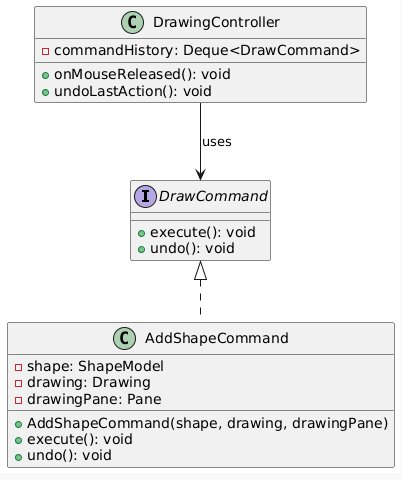 C DrawingController
commandHistory: Deque<DrawCommand>
onMouseReleased(): void
undoLastAction(): void
uses
I DrawCommand
execute(): void
undo(): void
C AddShapeCommand
shape: ShapeModel
drawing: Drawing
drawingPane: Pane
AddShapeCommand(shape, drawing, drawingPane)
execute(): void
undo(): void